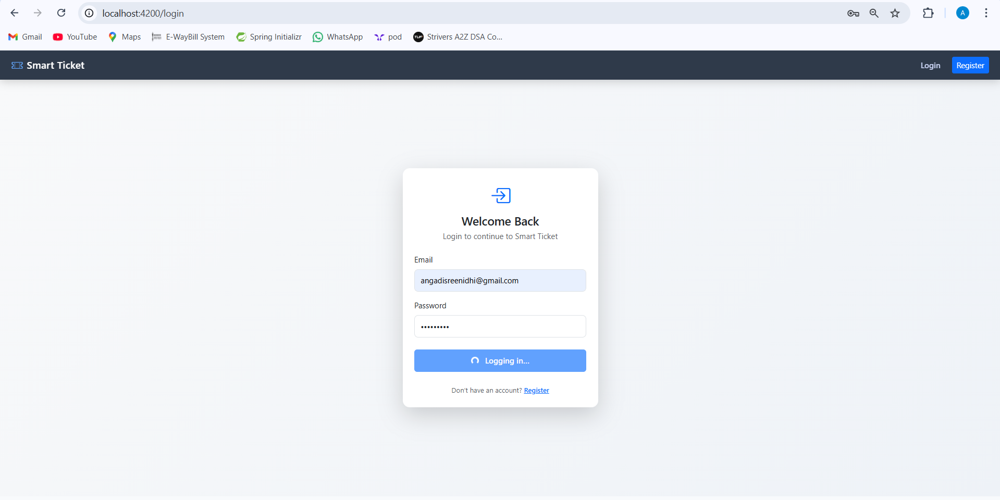 localhost:4200/login
A
Gmail YouTube Maps E-WayBill System Spring Initializr WhatsApp pod TUF Strivers A2Z DSA Co...
Smart Ticket Login Register
Welcome Back
Login to continue to Smart Ticket
Email
angadisreenidhi@gmail.com
Password
•••••••••
Logging in...
Don't have an account? Register